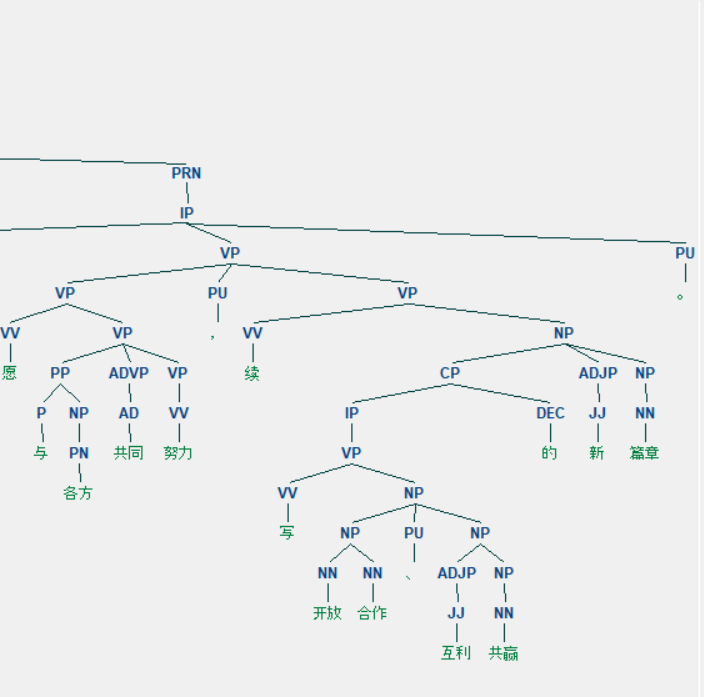 PRN
IP
VP PU
VP PU VP 。
VV VP ， VV NP
愿 PP ADVP VP 续 CP ADJP NP
P NP AD VV IP DEC JJ NN
与 PN 共同 努力 VP 的 新 篇章
各方 VV NP
写 NP PU NP
NN NN 、 ADJP NP
开放 合作 JJ NN
互利 共赢